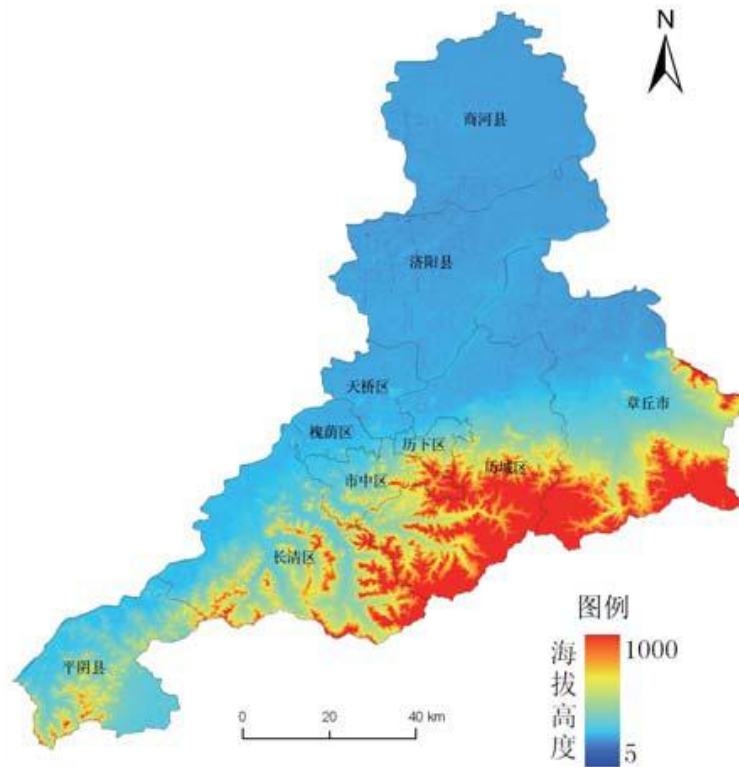 N
商河县
济阳县
天桥区
章丘市
槐荫区
历下区
历城区
市中区
长清区
图例
海拔高度
1000
平阴县
0 20 40 km
5